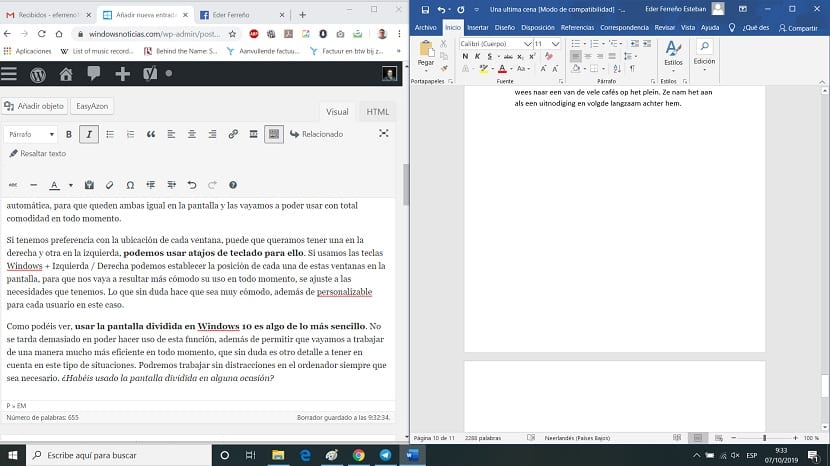 Recibidos - eferreno1
Añadir nueva entrada
Eder Ferreño
windowsnoticias.com/wp-admin/post...
Aplicaciones
List of music record...
Behind the Name: S...
Aanvullende factuu...
Factuur en btw bij z...
Añadir objeto
EasyAzon
Visual
HTML
Párrafo
B
I
Relacionado
Resaltar texto
automática, para que queden ambas igual en la pantalla y las vayamos a poder usar con total
comodidad en todo momento.
Si tenemos preferencia con la ubicación de cada ventana, puede que queramos tener una en la
derecha y otra en la izquierda, podemos usar atajos de teclado para ello. Si usamos las teclas
Windows + Izquierda / Derecha podemos establecer la posición de cada una de estas ventanas en la
pantalla, para que nos vaya a resultar más cómodo su uso en todo momento, se ajuste a las
necesidades que tenemos. Lo que sin duda hace que sea muy cómodo, además de personalizable
para cada usuario en este caso.
Como podéis ver, usar la pantalla dividida en Windows 10 es algo de lo más sencillo. No
se tarda demasiado en poder hacer uso de esta función, además de permitir que vayamos a trabajar
de una manera mucho más eficiente en todo momento, que sin duda es otro detalle a tener en
cuenta en este tipo de situaciones. Podremos trabajar sin distracciones en el ordenador siempre que
sea necesario. ¿Habéis usado la pantalla dividida en alguna ocasión?
P » EM
Número de palabras: 655
Borrador guardado a las 9:32:34.
Una ultima cena [Modo de compatibilidad] -...
Eder Ferreño Esteban
Archivo Inicio Insertar Diseño Disposición Referencias Correspondencia Revisar Vista Ayuda ¿Qué des Compartir
Calibri (Cuerpo) 11
Pegar
N K S abc x₂ x²
Estilos
Edición
Portapapeles
Fuente
Párrafo
Estilos
wees naar een van de vele cafés op het plein. Ze nam het aan
als een uitnodiging en volgde langzaam achter hem.
Página 10 de 11
2288 palabras
Neerlandés (Países Bajos)
100 %
Escribe aquí para buscar
ESP
9:33
07/10/2019